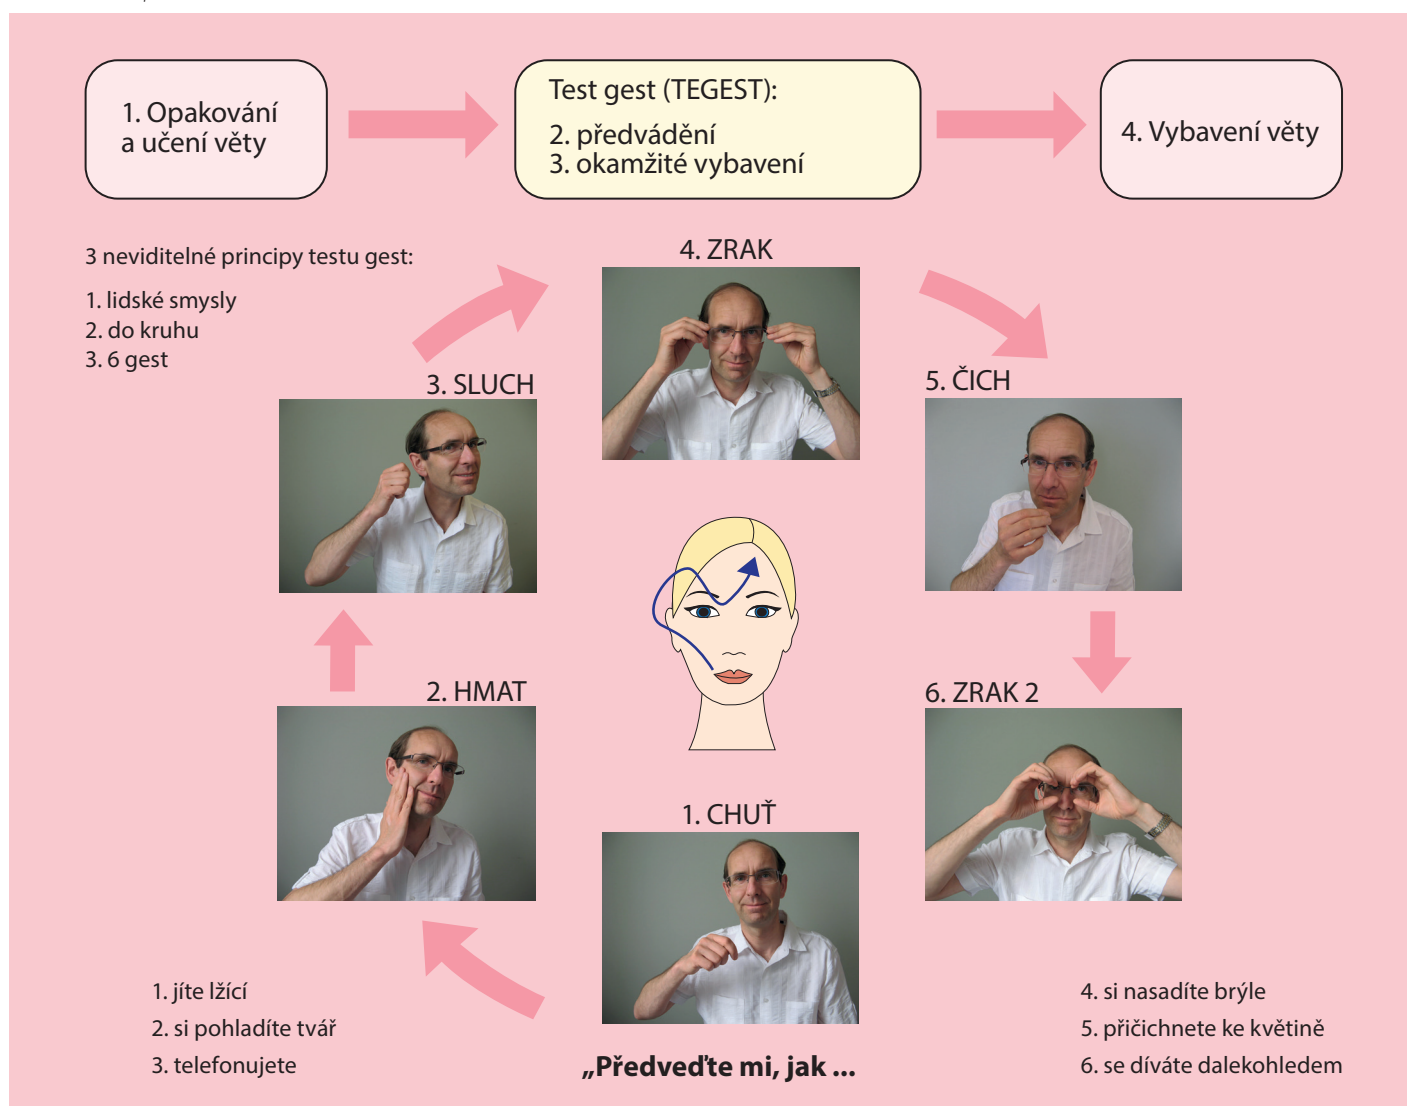 1. Opakování
a učení věty
Test gest (TEGEST):
2. předvádění
3. okamžité vybavení
4. Vybavení věty
3 neviditelné principy testu gest:
1. lidské smysly
2. do kruhu
3. 6 gest
4. ZRAK
3. SLUCH
5. ČICH
2. HMAT
6. ZRAK 2
1. CHUŤ
1. jíte lžící
2. si pohladíte tvář
3. telefonujete
„Předveďte mi, jak ...
4. si nasadíte brýle
5. přičichnete ke květině
6. se díváte dalekohledem